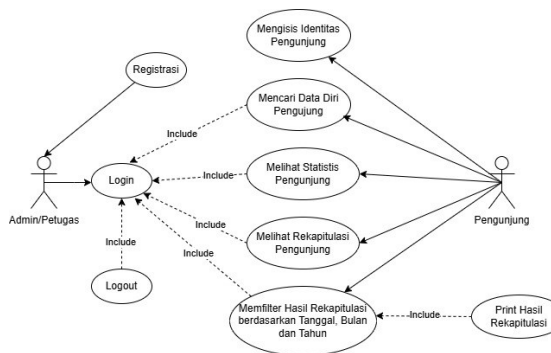 Mengisis Identitas
Pengunjung
Registrasi
Mencari Data Diri
Pengujung
Include
Melihat Statistis
Pengunjung
Include
Login
Admin/Petugas
Pengunjung
Include
Melihat Rekapitulasi
Pengunjung
Include
Include
Logout
Memfilter Hasil Rekapitulasi
berdasarkan Tanggal, Bulan
dan Tahun
Include
Print Hasil
Rekapitulasi